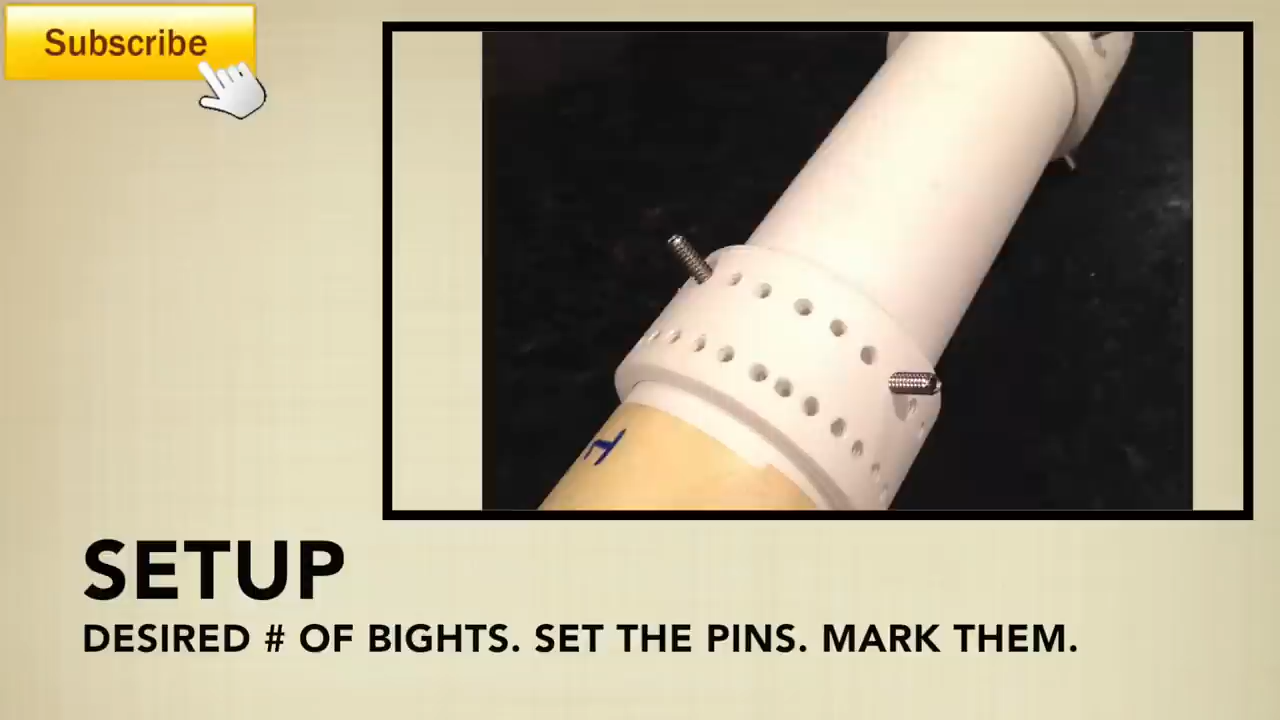 Subscribe
SETUP
DESIRED # OF BIGHTS. SET THE PINS. MARK THEM.